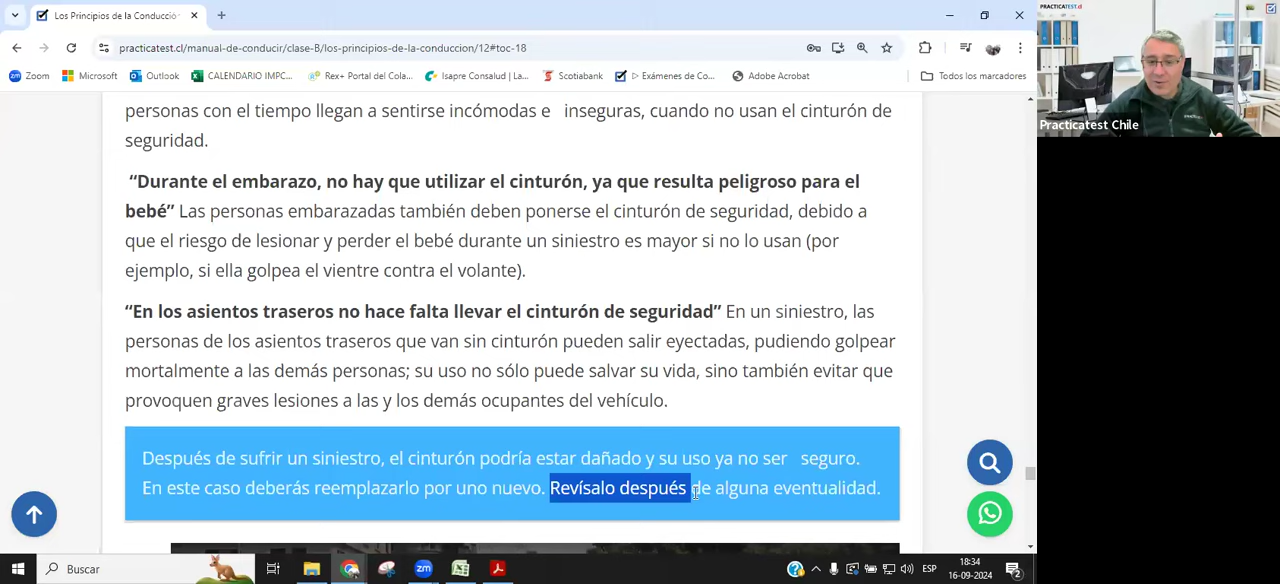 Los Principios de la Conducción
practicatest.cl/manual-de-conducir/clase-B/los-principios-de-la-conduccion/12#toc-18
Zoom
Microsoft
Outlook
CALENDARIO IMPC...
Rex+ Portal del Cola...
Isapre Consalud | La...
Scotiabank
▷ Exámenes de Co...
Adobe Acrobat
Todos los marcadores
PRACTICATEST.cl
Practicatest Chile
personas con el tiempo llegan a sentirse incómodas e inseguras, cuando no usan el cinturón de
seguridad.
“Durante el embarazo, no hay que utilizar el cinturón, ya que resulta peligroso para el
bebé” Las personas embarazadas también deben ponerse el cinturón de seguridad, debido a
que el riesgo de lesionar y perder el bebé durante un siniestro es mayor si no lo usan (por
ejemplo, si ella golpea el vientre contra el volante).
“En los asientos traseros no hace falta llevar el cinturón de seguridad” En un siniestro, las
personas de los asientos traseros que van sin cinturón pueden salir eyectadas, pudiendo golpear
mortalmente a las demás personas; su uso no sólo puede salvar su vida, sino también evitar que
provoquen graves lesiones a las y los demás ocupantes del vehículo.
Después de sufrir un siniestro, el cinturón podría estar dañado y su uso ya no ser seguro.
En este caso deberás reemplazarlo por uno nuevo. Revísalo después de alguna eventualidad.
Buscar
zm
ESP
18:34
16-09-2024
2